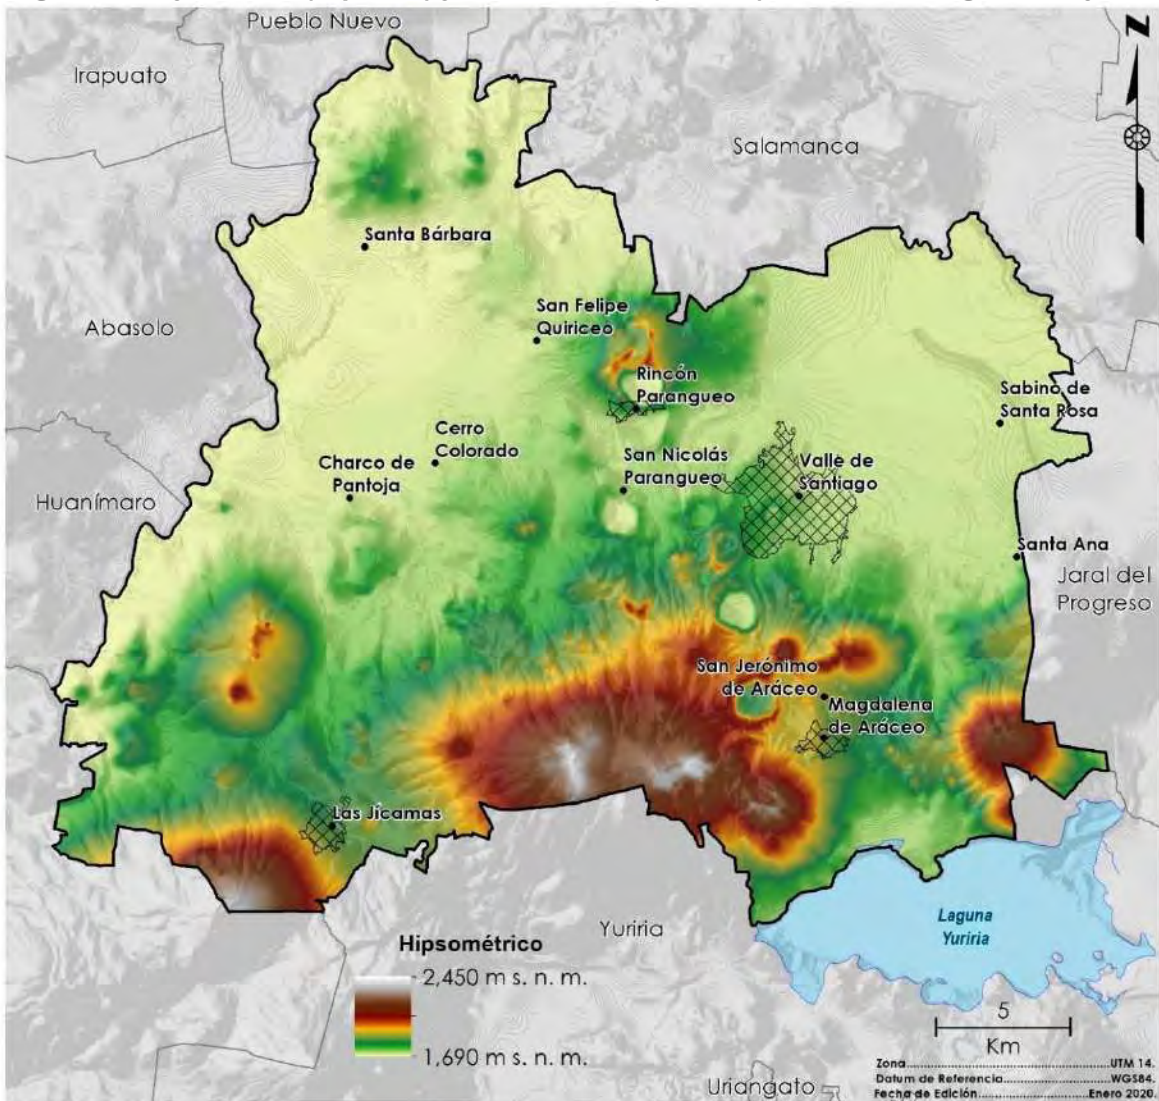 Pueblo Nuevo
Irapuato
Z
Salamanca
Santa Bárbara
San Felipe
Quiriceo
Abasolo
Rincón
Parangueo
Sabino de
Santa Rosa
Cerro
Colorado
San Nicolás
Parangueo
Valle de
Santiago
Charco de
Pantoja
Huanímaro
Santa Ana
Jaral del
Progreso
San Jerónimo
de Aráceo
Magdalena
de Aráceo
Las Jícamas
Laguna
Yuriria
Yuriria
Hipsométrico
2,450 m s. n. m.
1,690 m s. n. m.
5
Km
Zona.....................................................UTM 14.
Datum de Referencia...........................WGS84.
Fecha de Edición.......................Enero 2020.
Uriangato